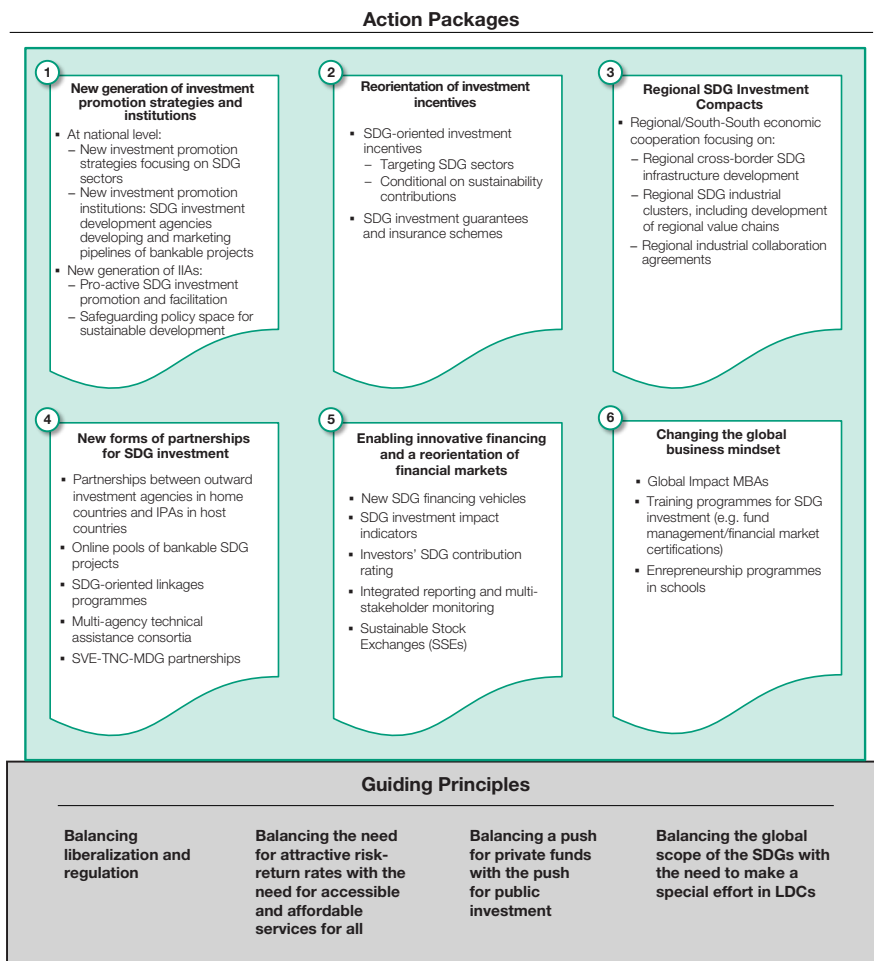 Action Packages
1
New generation of investment
promotion strategies and
institutions
▪ At national level:
– New investment promotion
strategies focusing on SDG
sectors
– New investment promotion
institutions: SDG investment
development agencies
developing and marketing
pipelines of bankable projects
▪ New generation of IIAs:
– Pro-active SDG investment
promotion and facilitation
– Safeguarding policy space for
sustainable development
2
Reorientation of investment
incentives
▪ SDG-oriented investment
incentives
– Targeting SDG sectors
– Conditional on sustainability
contributions
▪ SDG investment guarantees
and insurance schemes
3
Regional SDG Investment
Compacts
▪ Regional/South-South economic
cooperation focusing on:
– Regional cross-border SDG
infrastructure development
– Regional SDG industrial
clusters, including development
of regional value chains
– Regional industrial collaboration
agreements
4
New forms of partnerships
for SDG investment
▪ Partnerships between outward
investment agencies in home
countries and IPAs in host
countries
▪ Online pools of bankable SDG
projects
▪ SDG-oriented linkages
programmes
▪ Multi-agency technical
assistance consortia
▪ SVE-TNC-MDG partnerships
5
Enabling innovative financing
and a reorientation of
financial markets
▪ New SDG financing vehicles
▪ SDG investment impact
indicators
▪ Investors' SDG contribution
rating
▪ Integrated reporting and multi-
stakeholder monitoring
▪ Sustainable Stock
Exchanges (SSEs)
6
Changing the global
business mindset
▪ Global Impact MBAs
▪ Training programmes for SDG
investment (e.g. fund
management/financial market
certifications)
▪ Enrepreneurship programmes
in schools
Guiding Principles
Balancing
liberalization and
regulation
Balancing the need
for attractive risk-
return rates with the
need for accessible
and affordable
services for all
Balancing a push
for private funds
with the push
for public
investment
Balancing the global
scope of the SDGs with
the need to make a
special effort in LDCs